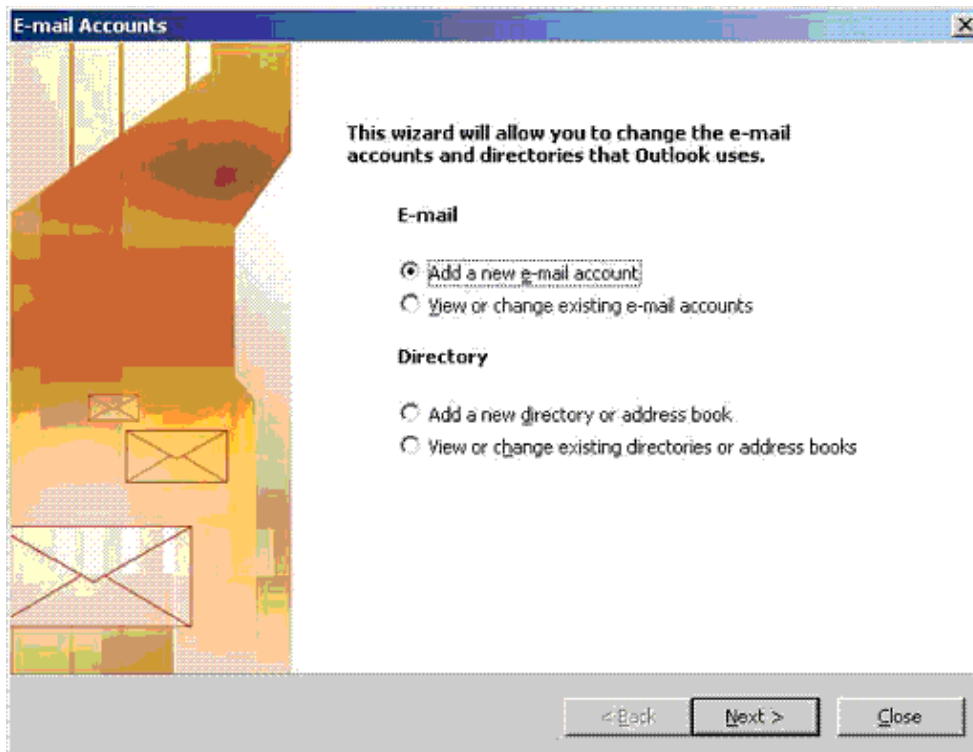 E-mail Accounts
This wizard will allow you to change the e-mail
accounts and directories that Outlook uses.
E-mail
Add a new e-mail account
View or change existing e-mail accounts
Directory
Add a new directory or address book
View or change existing directories or address books
< Back Next > Close